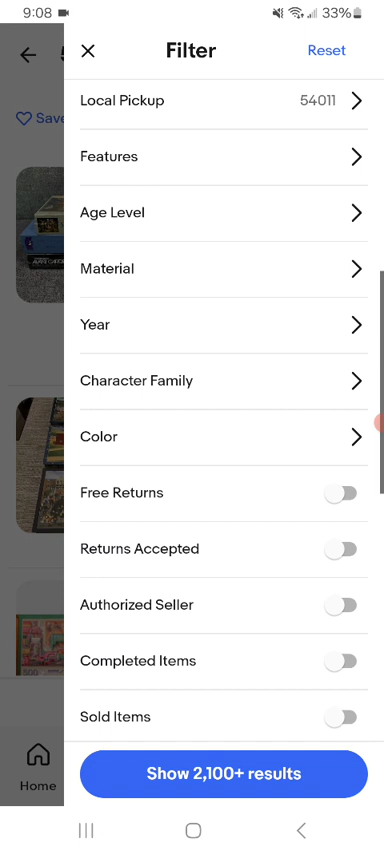 9:08 33%
Filter
Reset
Save
Local Pickup 54011
Features
Age Level
Material
Year
Character Family
Color
Free Returns
Returns Accepted
Authorized Seller
Completed Items
Sold Items
Show 2,100+ results
Home